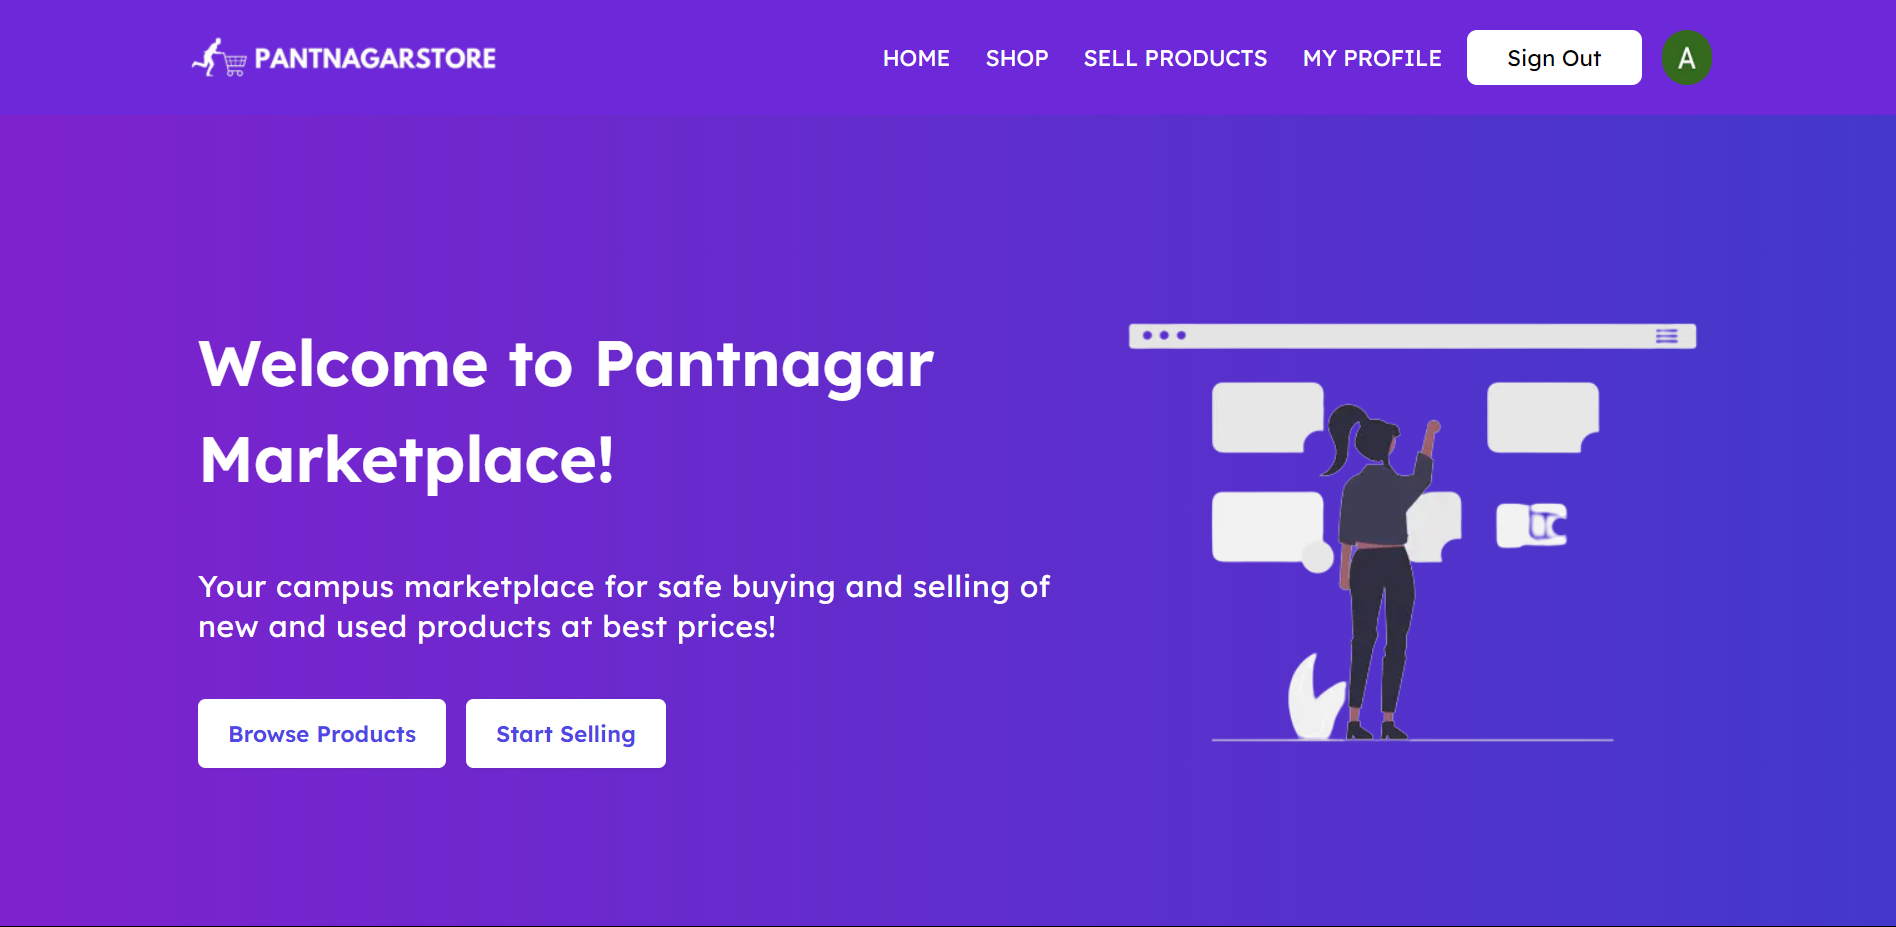 PANTNAGARSTORE
HOME SHOP SELL PRODUCTS MY PROFILE Sign Out A
Welcome to Pantnagar
Marketplace!
Your campus marketplace for safe buying and selling of
new and used products at best prices!
Browse Products Start Selling